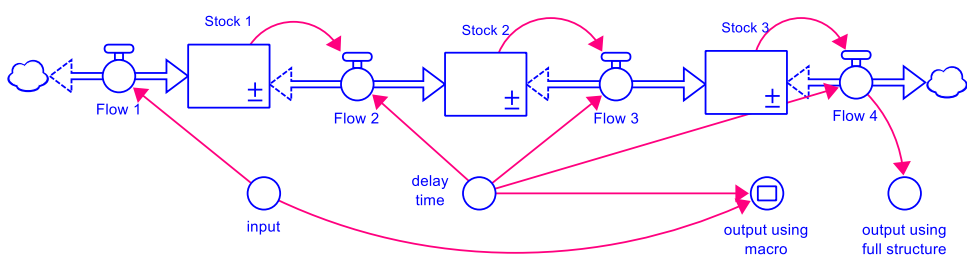 Stock 1
Stock 2
Stock 3
Flow 1
Flow 2
Flow 3
Flow 4
delay
time
input
output using
macro
output using
full structure